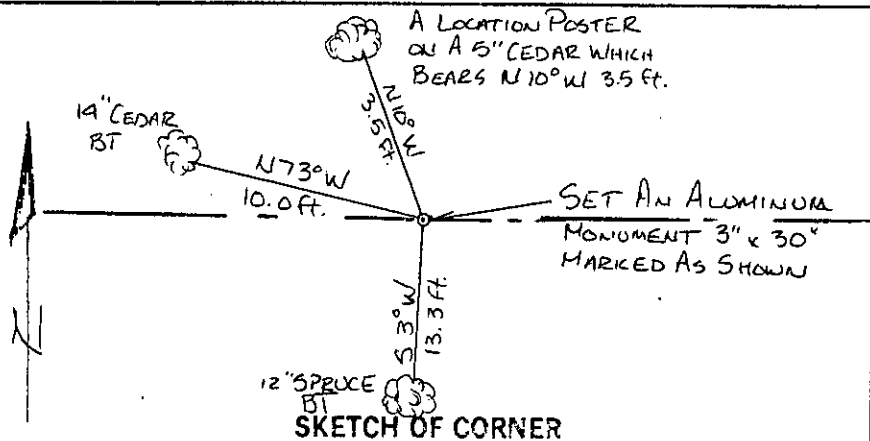 A LOCATION POSTER
ON A 5" CEDAR WHICH
BEARS N 10° W 3.5 ft.
14" CEDAR
BT
N 10° W
3.5 ft.
N 73° W
10.0 ft.
SET AN ALUMINUM
MONUMENT 3" x 30"
MARKED AS SHOWN
N
S 3° W
13.3 ft.
12" SPRUCE
BT
SKETCH OF CORNER